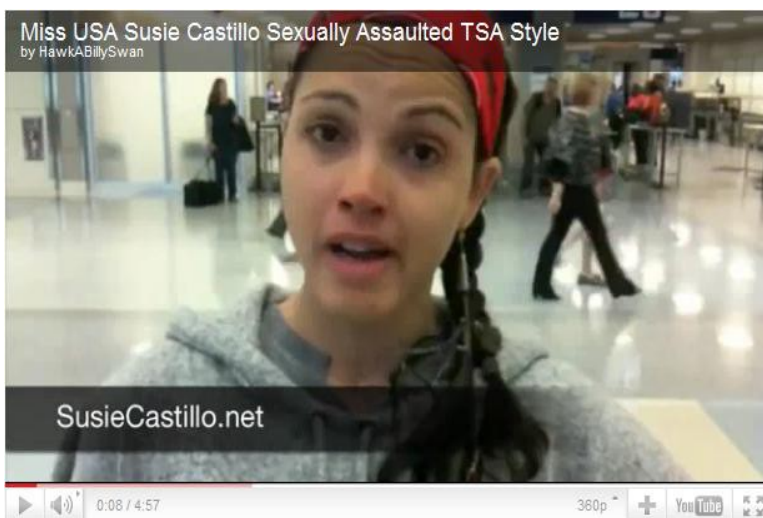 Miss USA Susie Castillo Sexually Assaulted TSA Style
by HawkABillySwan
SusieCastillo.net
0:08 / 4:57
360p
YouTube